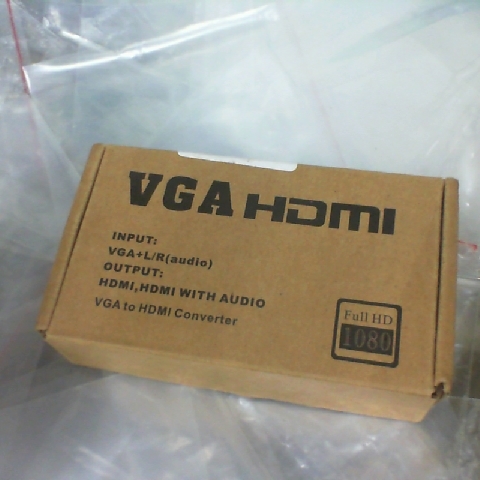 VGA HDMI
INPUT:
VGA+L/R(audio)
OUTPUT:
HDMI,HDMI WITH AUDIO
VGA to HDMI Converter
Full HD
1080